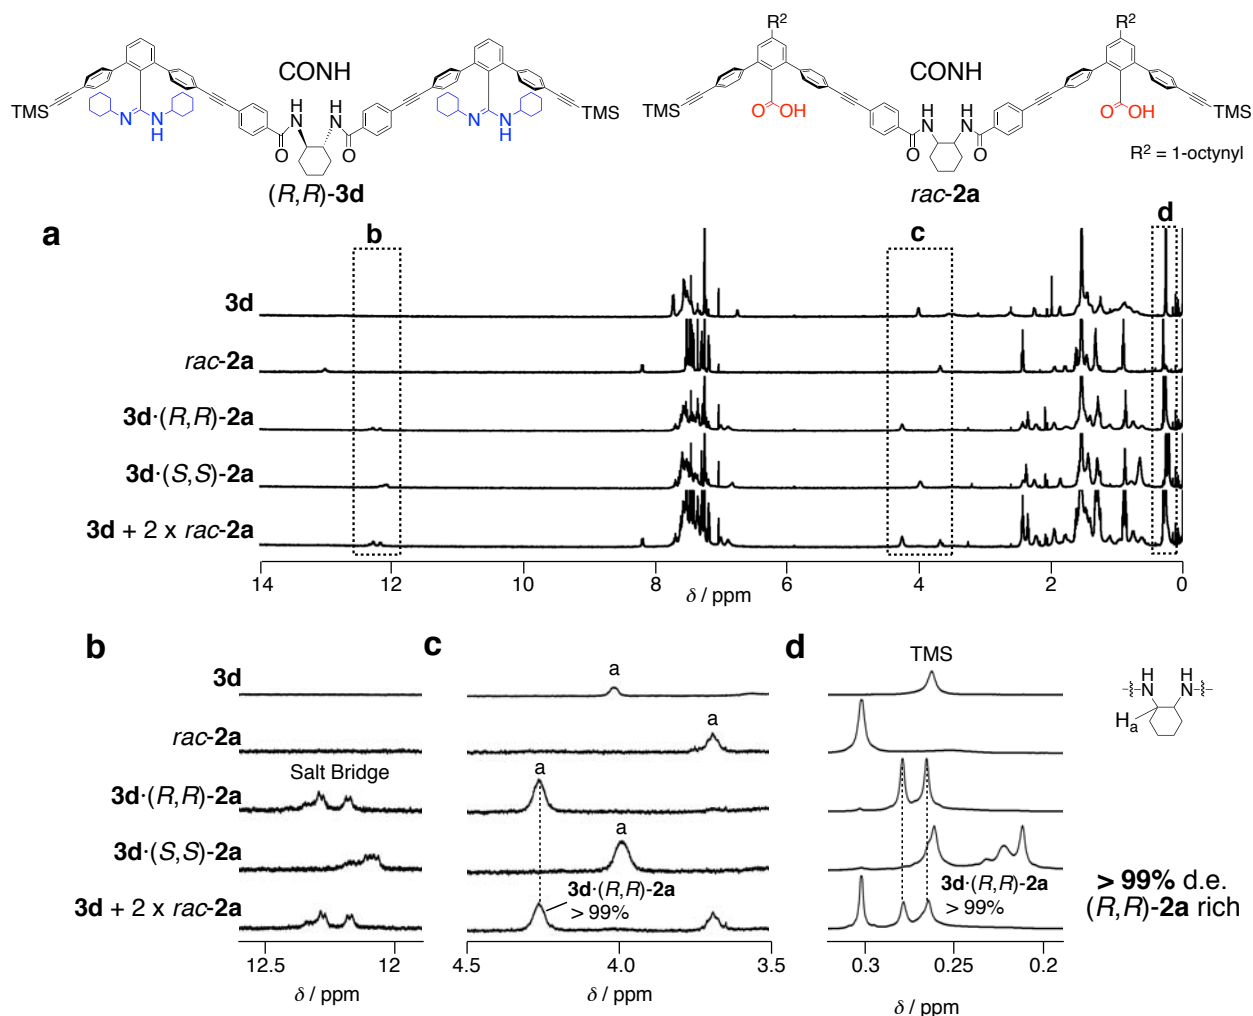 R²
R²
CONH
CONH
TMS
N
NH
N
NH
TMS
TMS
O
OH
O
OH
TMS
H
N
H
N
O
O
H
N
H
N
O
O
R² = 1-octynyl
(R,R)-3d
rac-2a
a
b
c
d
3d
rac-2a
3d·(R,R)-2a
3d·(S,S)-2a
3d + 2 x rac-2a
14 12 10 8 6 4 2 0
δ / ppm
b
c
d
3d
rac-2a
3d·(R,R)-2a
3d·(S,S)-2a
3d + 2 x rac-2a
Salt Bridge
12.5 12
δ / ppm
a
a
a
a
3d·(R,R)-2a
> 99%
4.5 4.0 3.5
δ / ppm
TMS
3d·(R,R)-2a
> 99%
0.3 0.25 0.2
δ / ppm
H
N
H
N
Hₐ
> 99% d.e.
(R,R)-2a rich